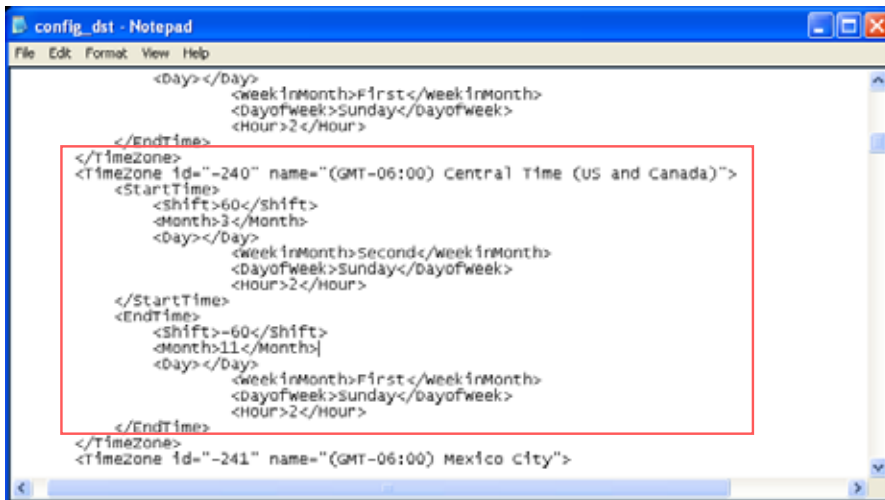 config_dst - Notepad
File Edit Format View Help
<Day></Day>
<WeekinMonth>First</WeekinMonth>
<DayofWeek>Sunday</DayofWeek>
<Hour>2</Hour>
</EndTime>
</TimeZone>
<TimeZone id="-240" name="(GMT-06:00) Central Time (US and Canada)">
<StartTime>
<Shift>60</Shift>
<Month>3</Month>
<Day></Day>
<WeekinMonth>Second</WeekinMonth>
<DayofWeek>Sunday</DayofWeek>
<Hour>2</Hour>
</StartTime>
<EndTime>
<Shift>-60</Shift>
<Month>11</Month>
<Day></Day>
<WeekinMonth>First</WeekinMonth>
<DayofWeek>Sunday</DayofWeek>
<Hour>2</Hour>
</EndTime>
</TimeZone>
<TimeZone id="-241" name="(GMT-06:00) Mexico City">